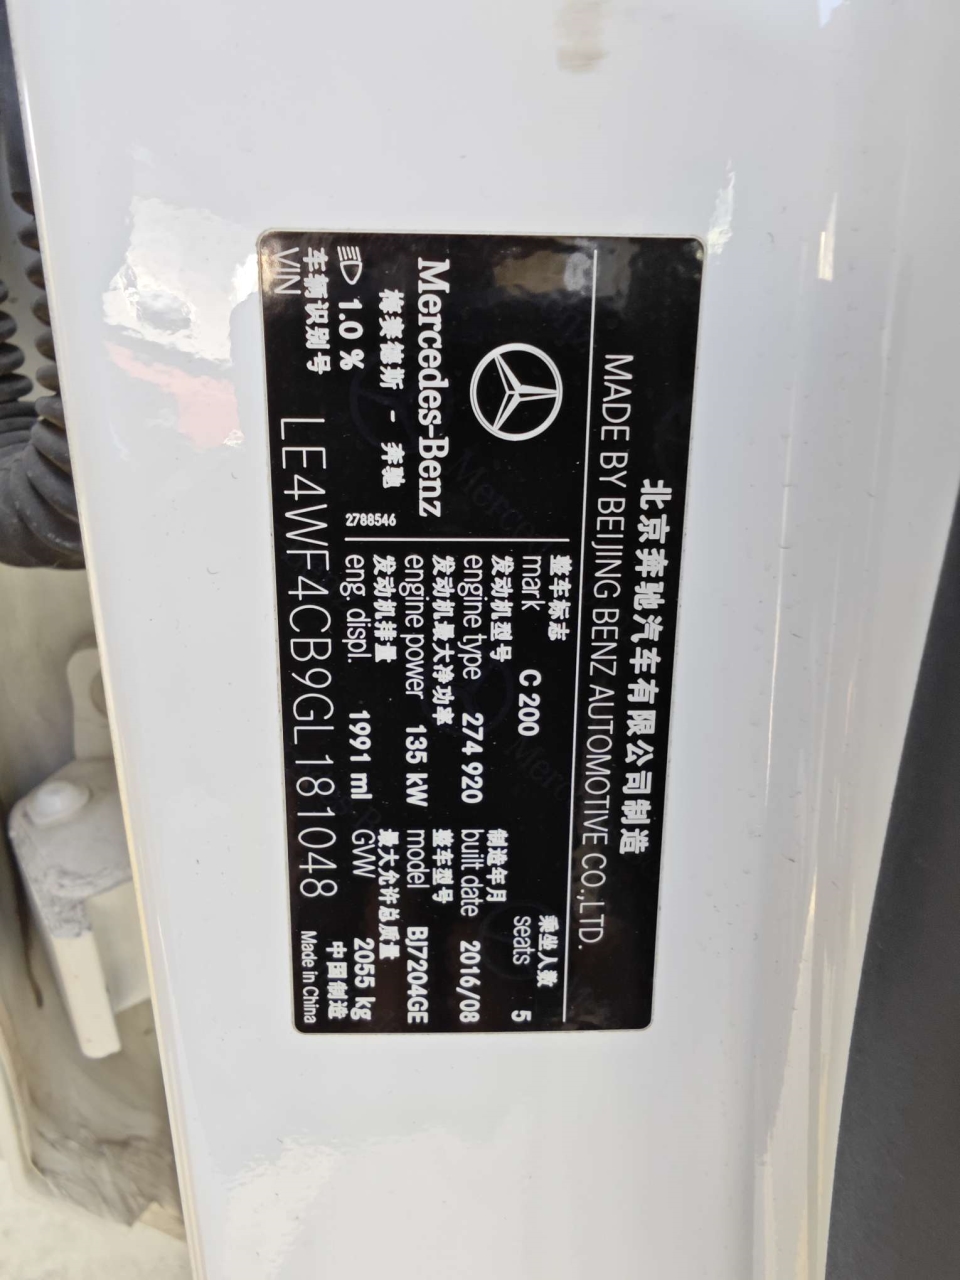 北京奔驰汽车有限公司制造
MADE BY BEIJING BENZ AUTOMOTIVE CO.,LTD.
Mercedes-Benz
梅赛德斯 - 奔驰
2788546
1.0 %
整车标志
mark C 200
乘坐人数
seats 5
发动机型号
engine type 274 920
制造年月
built date 2016/08
发动机最大净功率
engine power 135 kW
整车型号
model BJ7204GE
发动机排量
eng. displ. 1991 ml
最大允许总质量
GW 2055 kg
车辆识别号
VIN LE4WF4CB9GL181048
中国制造
Made in China